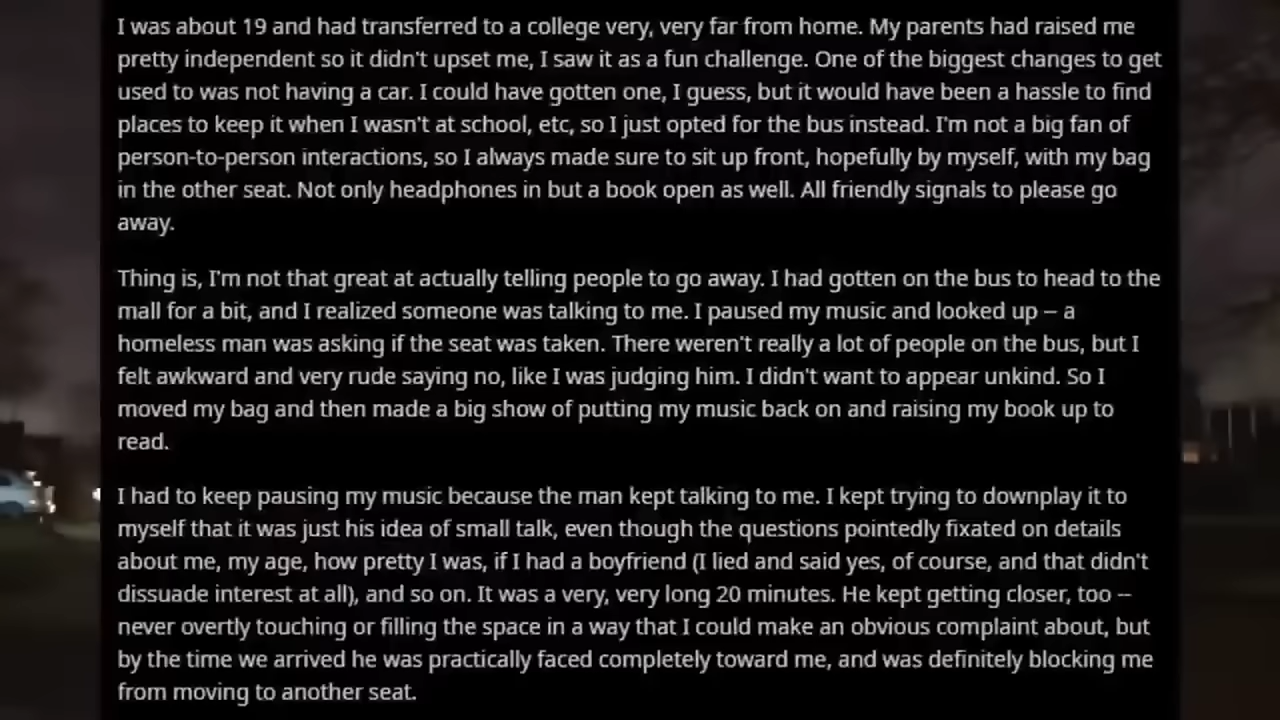 I was about 19 and had transferred to a college very, very far from home. My parents had raised me
pretty independent so it didn't upset me, I saw it as a fun challenge. One of the biggest changes to get
used to was not having a car. I could have gotten one, I guess, but it would have been a hassle to find
places to keep it when I wasn't at school, etc, so I just opted for the bus instead. I'm not a big fan of
person-to-person interactions, so I always made sure to sit up front, hopefully by myself, with my bag
in the other seat. Not only headphones in but a book open as well. All friendly signals to please go
away.
Thing is, I'm not that great at actually telling people to go away. I had gotten on the bus to head to the
mall for a bit, and I realized someone was talking to me. I paused my music and looked up – a
homeless man was asking if the seat was taken. There weren't really a lot of people on the bus, but I
felt awkward and very rude saying no, like I was judging him. I didn't want to appear unkind. So I
moved my bag and then made a big show of putting my music back on and raising my book up to
read.
I had to keep pausing my music because the man kept talking to me. I kept trying to downplay it to
myself that it was just his idea of small talk, even though the questions pointedly fixated on details
about me, my age, how pretty I was, if I had a boyfriend (I lied and said yes, of course, and that didn't
dissuade interest at all), and so on. It was a very, very long 20 minutes. He kept getting closer, too --
never overtly touching or filling the space in a way that I could make an obvious complaint about, but
by the time we arrived he was practically faced completely toward me, and was definitely blocking me
from moving to another seat.